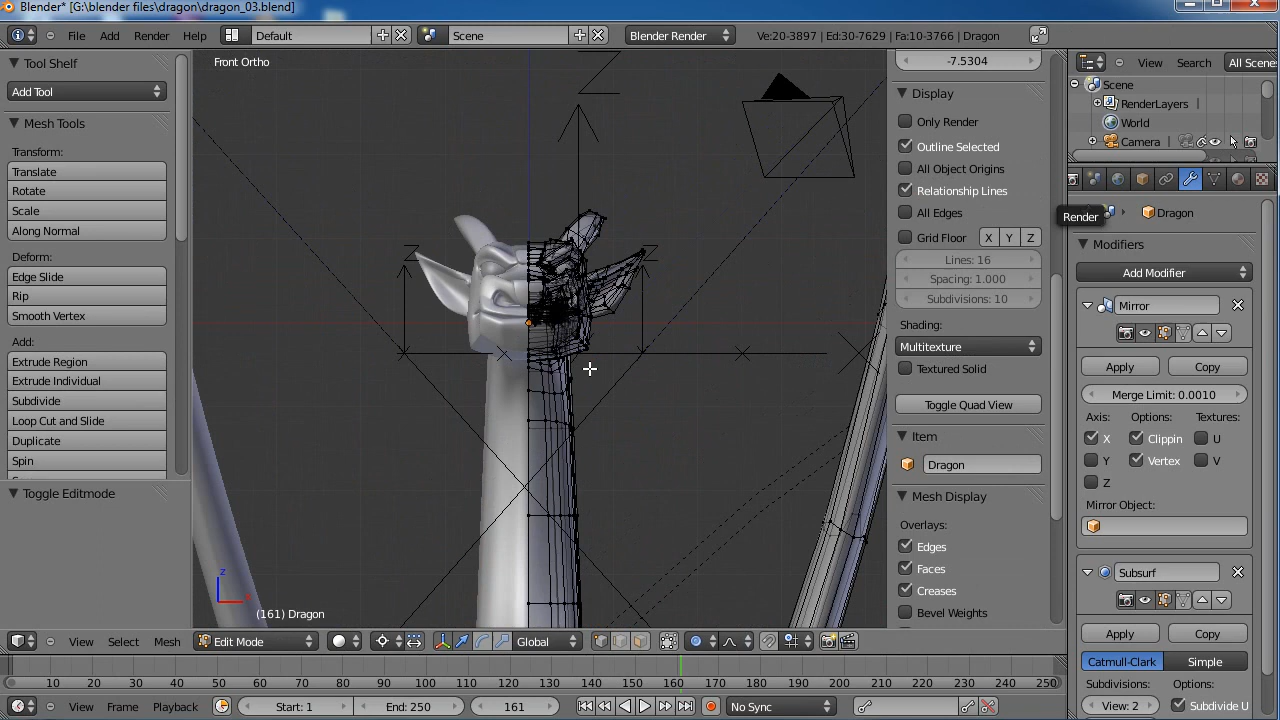 Blender* [G:\blender files\dragon\dragon_03.blend]
File Add Render Help Default Scene Blender Render Ve:20-3897 | Ed:30-7629 | Fa:10-3766 | Dragon
Tool Shelf
Add Tool
Mesh Tools
Transform:
Translate
Rotate
Scale
Along Normal
Deform:
Edge Slide
Rip
Smooth Vertex
Add:
Extrude Region
Extrude Individual
Subdivide
Loop Cut and Slide
Duplicate
Spin
Toggle Editmode
Front Ortho
z
(161) Dragon
-7.5304
Display
Only Render
Outline Selected
All Object Origins
Relationship Lines
All Edges
Grid Floor X Y Z
Lines: 16
Spacing: 1.000
Subdivisions: 10
Shading:
Multitexture
Textured Solid
Toggle Quad View
Item
Dragon
Mesh Display
Overlays:
Edges
Faces
Creases
Bevel Weights
View Search All Scene
Scene
RenderLayers
World
Camera
Render
Dragon
Modifiers
Add Modifier
Mirror
Apply Copy
Merge Limit: 0.0010
Axis: Options: Textures:
X Clippin U
Y Vertex V
Z
Mirror Object:
Subsurf
Apply Copy
Catmull-Clark Simple
Subdivisions: Options:
View: 2 Subdivide U
View Select Mesh Edit Mode Global
10 20 30 40 50 60 70 80 90 100 110 120 130 140 150 160 170 180 190 200 210 220 230 240 250
View Frame Playback Start: 1 End: 250 161 No Sync